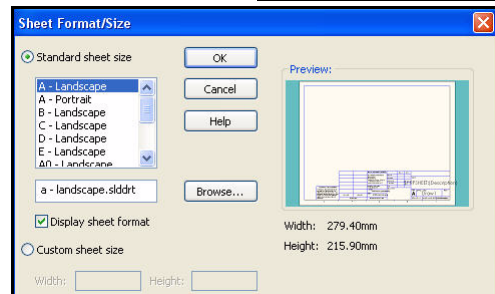 Sheet Format/Size
Standard sheet size
A - Landscape
A - Portrait
B - Landscape
C - Landscape
D - Landscape
E - Landscape
A0 - Landscape
a - landscape.slddrt
Display sheet format
Custom sheet size
Width:
Height:
OK
Cancel
Help
Browse...
Preview:
Width: 279.40mm
Height: 215.90mm